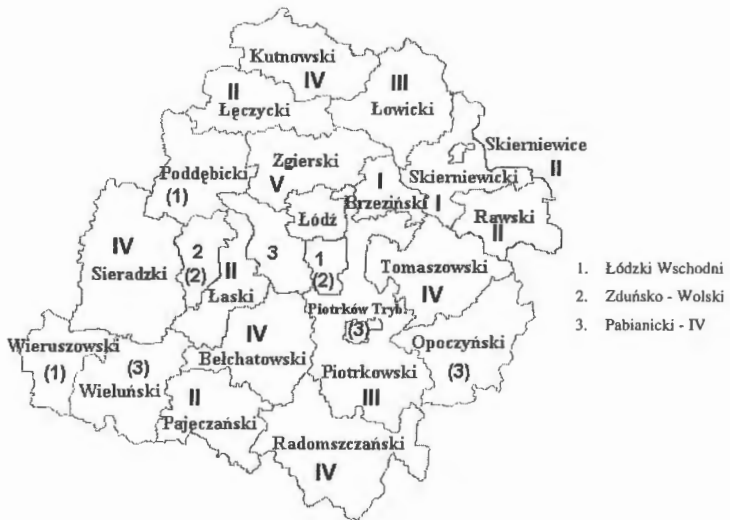 Kutnowski
IV
III
Łowicki
II
Łęczycki
Skierniewice
II
Poddębicki
(1)
Zgierski
V
Skierniewicki
I
I
Brzeziński
Rawski
II
Łódź
IV
Sieradzki
2
(2)
II
Łaski
3
1
(2)
Tomaszowski
IV
1. Łódzki Wschodni
2. Zduńsko - Wolski
3. Pabianicki - IV
Piotrków Tryb.
(3)
Wieruszowski
(1)
(3)
Wieluński
IV
Bełchatowski
Opoczyński
(3)
Piotrkowski
III
II
Pajęczański
Radomszczański
IV